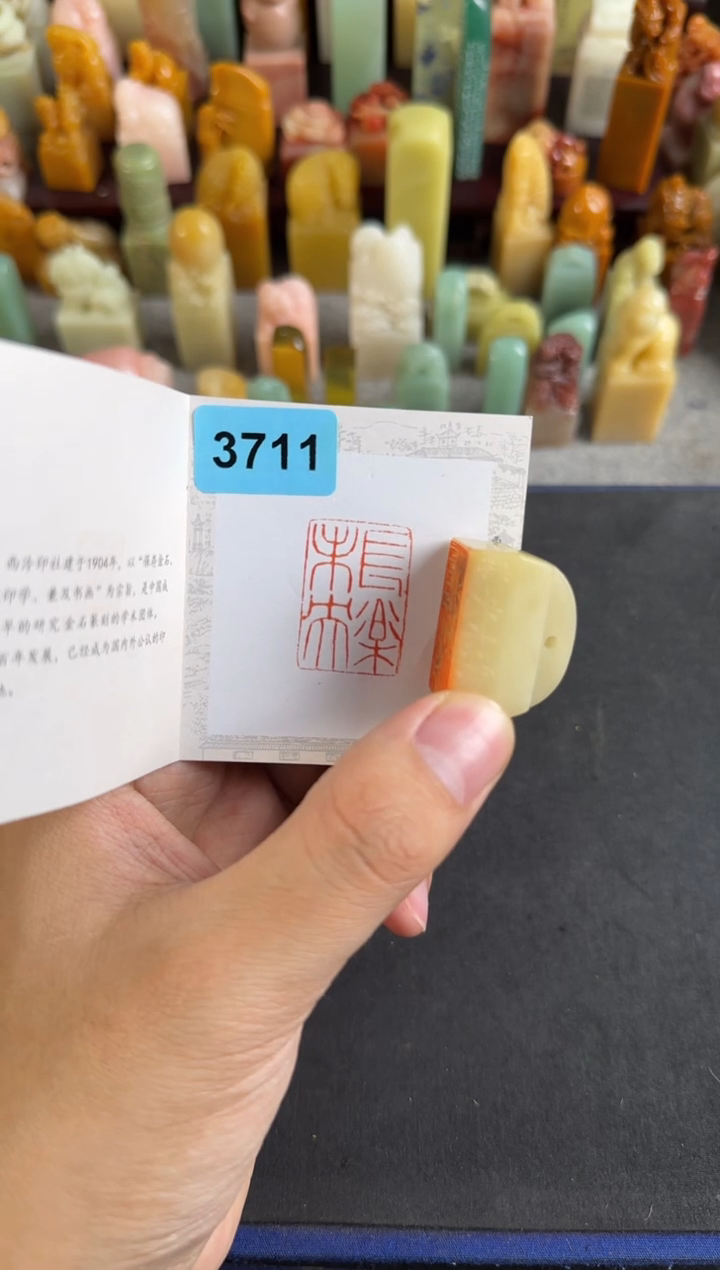 西泠印社建于1904年,以“保存金石、
印学、兼及书画”为宗旨,是中国成
年的研究金石篆刻的学术团体,
百年发展,已经成为国内外公认的印
3711
長樂
未央